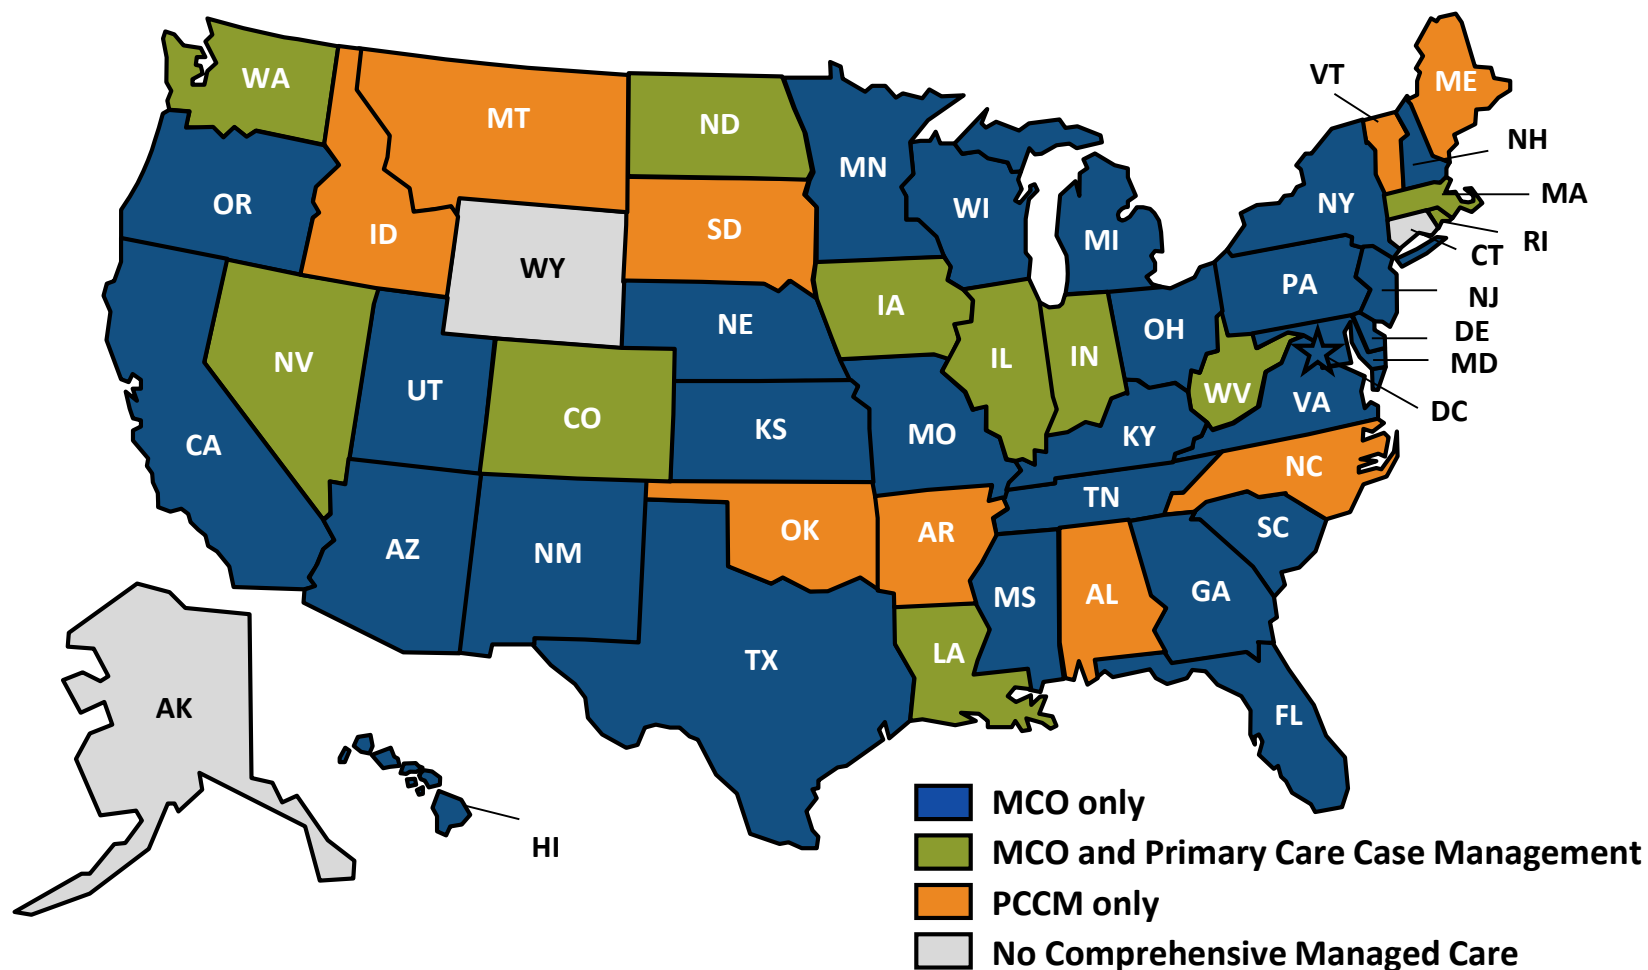 WA
MT
ND
MN
VT
ME
NH
OR
ID
SD
WI
MI
NY
MA
RI
WY
CT
IA
NE
PA
NJ
NV
UT
CO
IL
IN
OH
DE
MD
WV
VA
DC
CA
KS
MO
KY
NC
AZ
NM
OK
AR
TN
SC
MS
AL
GA
TX
LA
FL
AK
HI
MCO only
MCO and Primary Care Case Management
PCCM only
No Comprehensive Managed Care